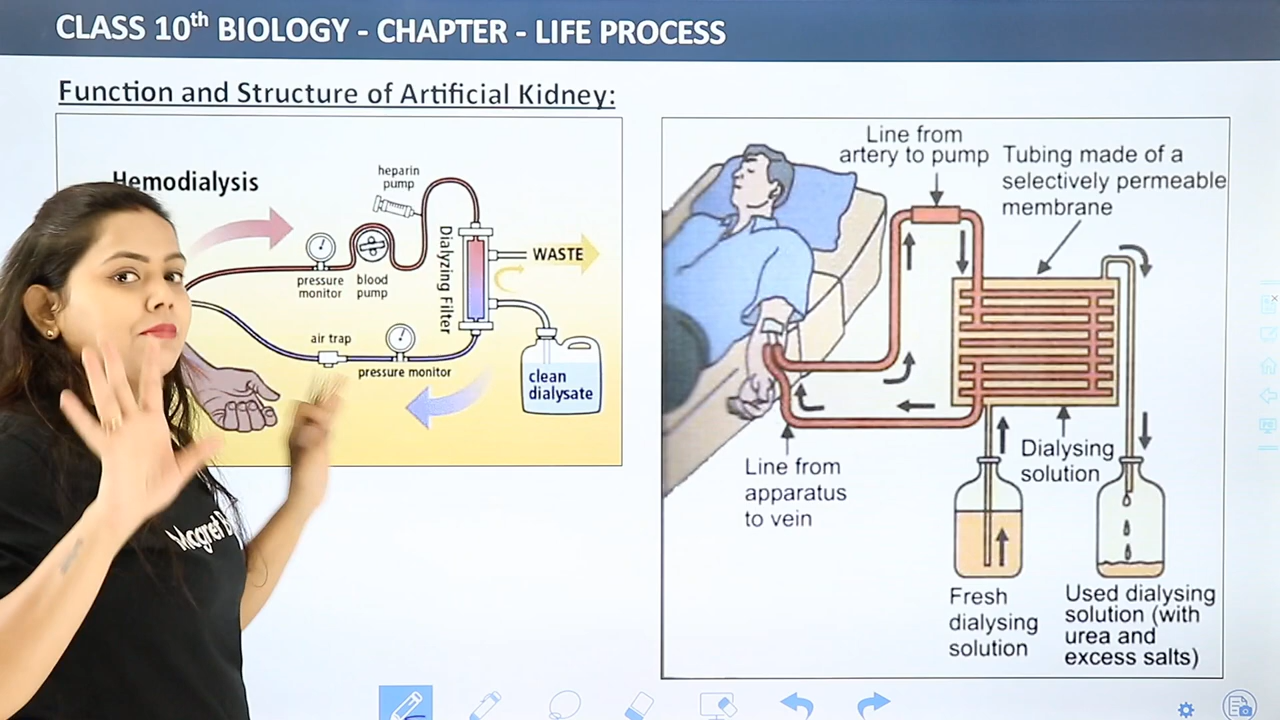 CLASS 10th BIOLOGY - CHAPTER - LIFE PROCESS
Function and Structure of Artificial Kidney:
Hemodialysis
heparin
pump
pressure
monitor
blood
pump
Dialyzing Filter
WASTE
air trap
pressure monitor
clean
dialysate
Line from
artery to pump
Tubing made of a
selectively permeable
membrane
Line from
apparatus
to vein
Dialysing
solution
Fresh
dialysing
solution
Used dialysing
solution (with
urea and
excess salts)